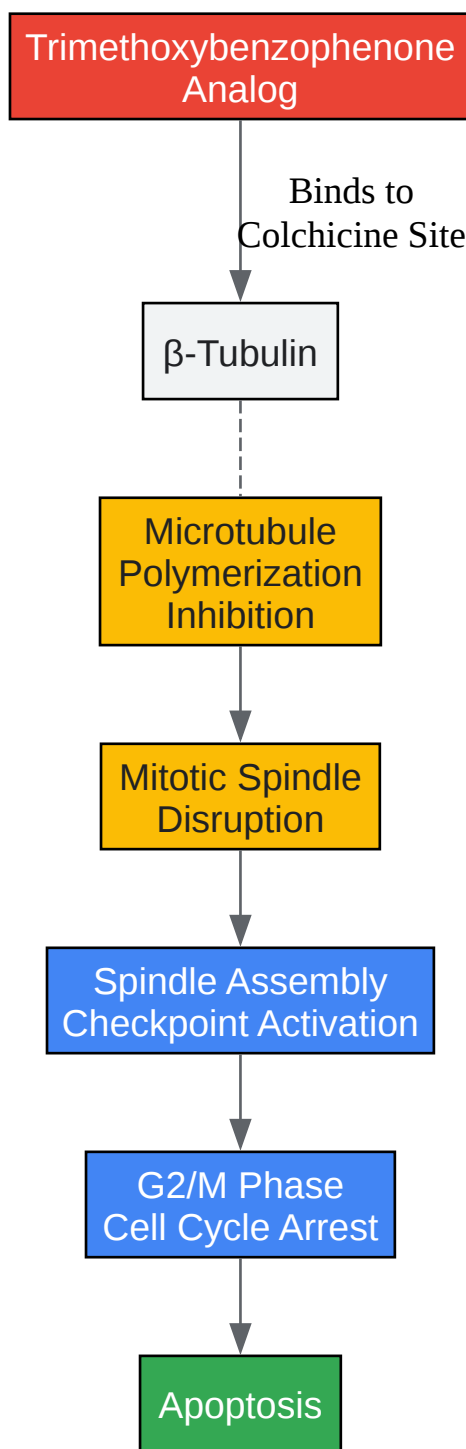 Trimethoxybenzophenone
Analog
Binds to
Colchicine Site
β-Tubulin
Microtubule
Polymerization
Inhibition
Mitotic Spindle
Disruption
Spindle Assembly
Checkpoint Activation
G2/M Phase
Cell Cycle Arrest
Apoptosis